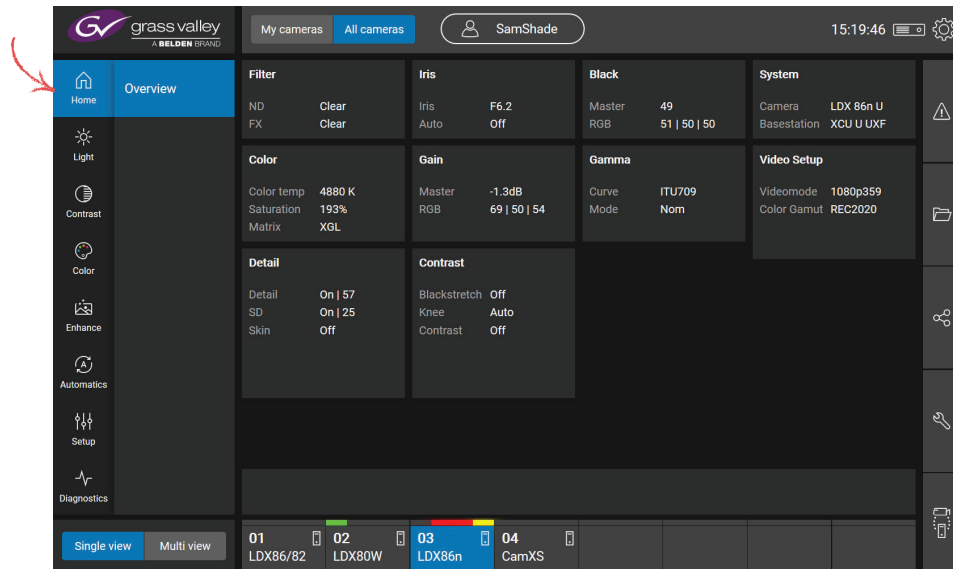 grass valley
A BELDEN BRAND
My cameras All cameras
SamShade
15:19:46
Home
Overview
Light
Contrast
Color
Enhance
Automatics
Setup
Diagnostics
Filter
ND Clear
FX Clear
Iris
Iris F6.2
Auto Off
Black
Master 49
RGB 51 | 50 | 50
System
Camera LDX 86n U
Basestation XCU U UXF
Color
Color temp 4880 K
Saturation 193%
Matrix XGL
Gain
Master -1.3dB
RGB 69 | 50 | 54
Gamma
Curve ITU709
Mode Nom
Video Setup
Videomode 1080p359
Color Gamut REC2020
Detail
Detail On | 57
SD On | 25
Skin Off
Contrast
Blackstretch Off
Knee Auto
Contrast Off
Single view Multi view
01
LDX86/82
02
LDX80W
03
LDX86n
04
CamXS